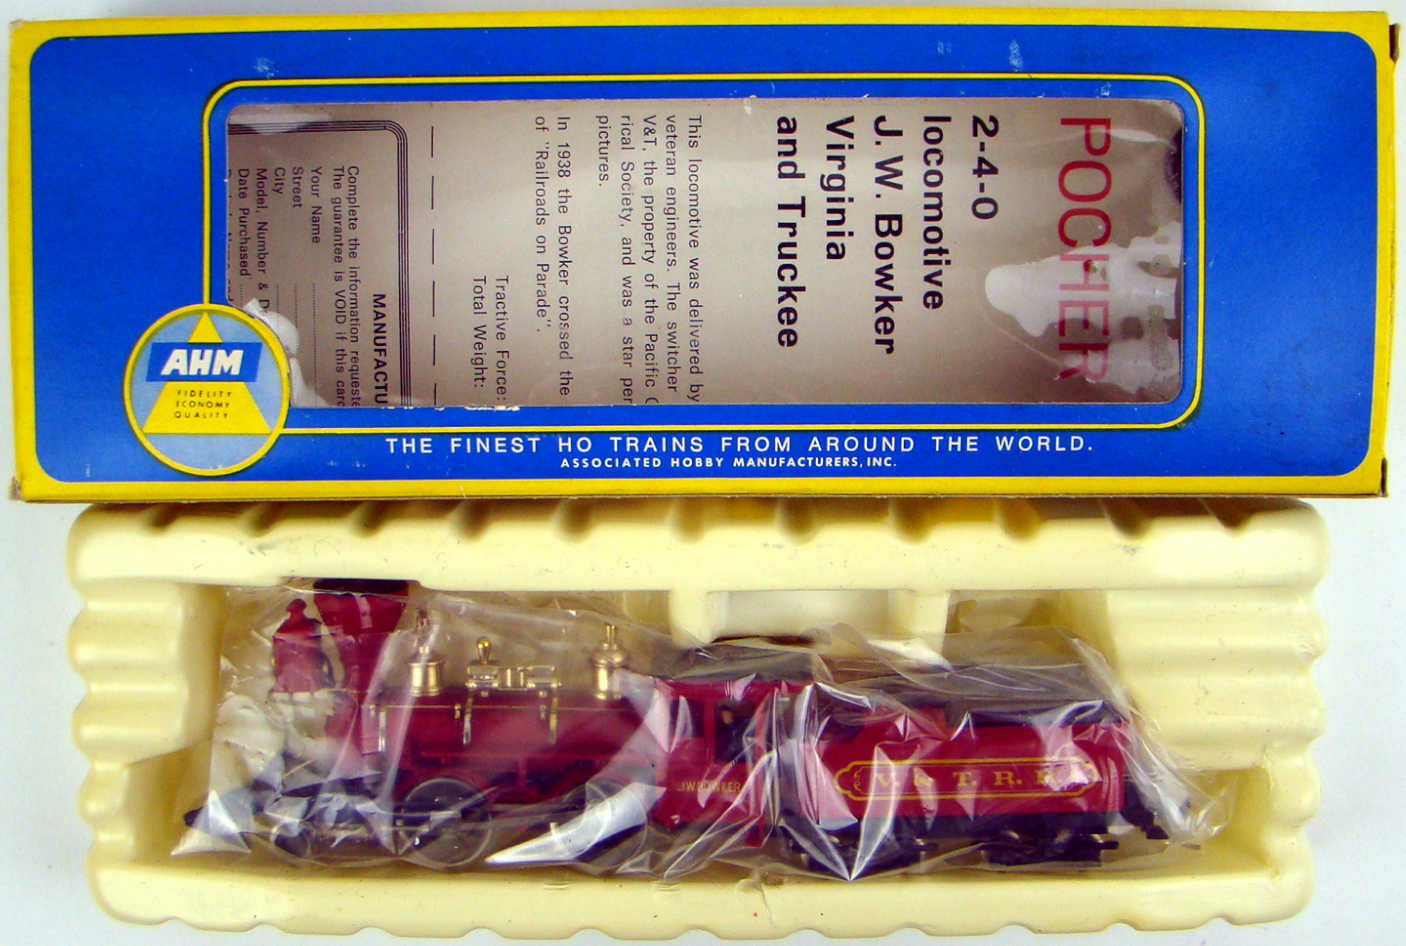 POCHER
2-4-0
locomotive
J. W. Bowker
Virginia
and Truckee
This locomotive was delivered by
veteran engineers. The switcher
V&T, the property of the Pacific
rical Society, and was a star per
pictures.
In 1938 the Bowker crossed the
of "Railroads on Parade".
Tractive Force:
Total Weight:
MANUFACTU
Complete the information requeste
The guarantee is VOID if this card
Your Name
Street
City
Model, Number &
Date Purchased
AHM
FIDELITY
ECONOMY
QUALITY
THE FINEST HO TRAINS FROM AROUND THE WORLD.
ASSOCIATED HOBBY MANUFACTURERS, INC.
J.W.BOWKER
V. & T. R. R.